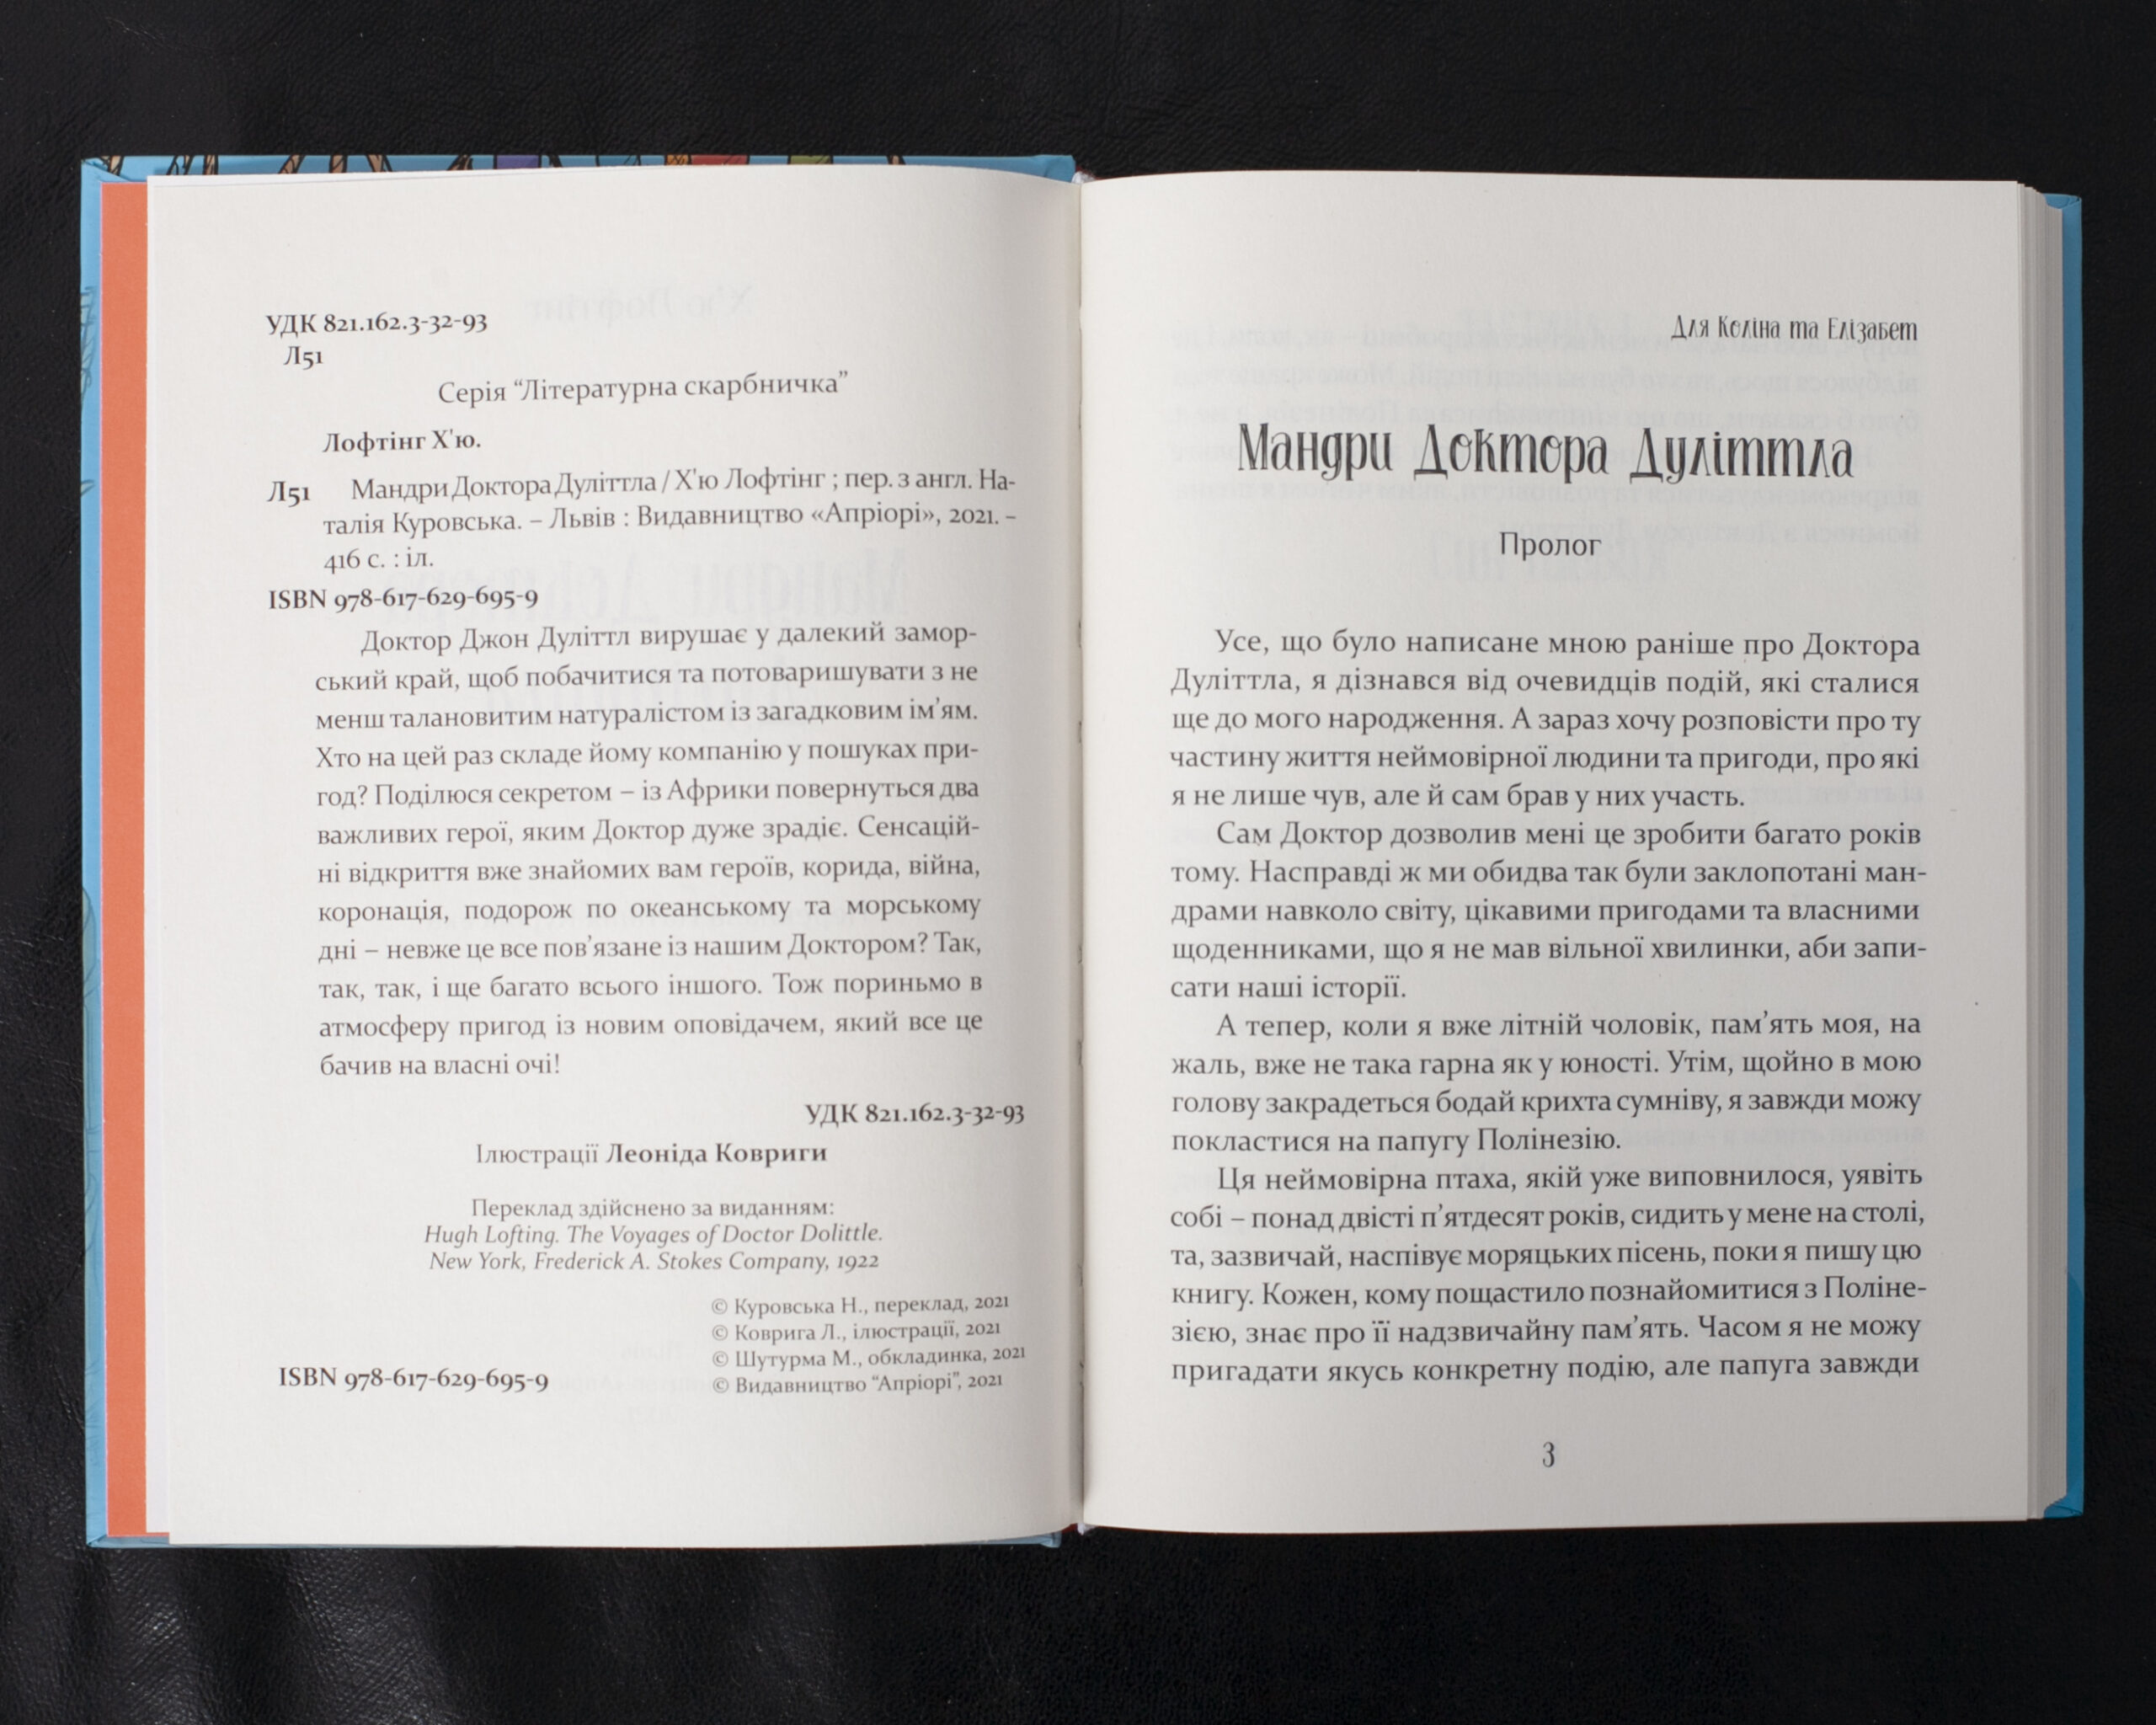 УДК 821.162.3-32-93
Л51
Серія “Літературна скарбничка”
Лофтінг Х'ю.
Л51 Мандри Доктора Дуліттла / Х'ю Лофтінг ; пер. з англ. На-
талія Куровська. – Львів : Видавництво «Апріорі», 2021. –
416 с. : іл.
ISBN 978-617-629-695-9
Доктор Джон Дуліттл вирушає у далекий замор-
ський край, щоб побачитися та потоваришувати з не
менш талановитим натуралістом із загадковим ім’ям.
Хто на цей раз складе йому компанію у пошуках при-
год? Поділюся секретом – із Африки повернуться два
важливих герої, яким Доктор дуже зрадіє. Сенсацій-
ні відкриття вже знайомих вам героїв, корида, війна,
коронація, подорож по океанському та морському
дні – невже це все пов’язане із нашим Доктором? Так,
так, так, і ще багато всього іншого. Тож пориньмо в
атмосферу пригод із новим оповідачем, який все це
бачив на власні очі!
УДК 821.162.3-32-93
Ілюстрації Леоніда Ковриги
Переклад здійснено за виданням:
Hugh Lofting. The Voyages of Doctor Dolittle.
New York, Frederick A. Stokes Company, 1922
© Куровська Н., переклад, 2021
© Коврига Л., ілюстрації, 2021
© Шутурма М., обкладинка, 2021
© Видавництво “Апріорі”, 2021
ISBN 978-617-629-695-9
Для Коліна та Елізабет
Мандри Доктора Дуліттла
Пролог
Усе, що було написане мною раніше про Доктора
Дуліттла, я дізнався від очевидців подій, які сталися
ще до мого народження. А зараз хочу розповісти про ту
частину життя неймовірної людини та пригоди, про які
я не лише чув, але й сам брав у них участь.
Сам Доктор дозволив мені це зробити багато років
тому. Насправді ж ми обидва так були заклопотані ман-
драми навколо світу, цікавими пригодами та власними
щоденниками, що я не мав вільної хвилинки, аби запи-
сати наші історії.
А тепер, коли я вже літній чоловік, пам’ять моя, на
жаль, вже не така гарна як у юності. Утім, щойно в мою
голову закрадеться бодай крихта сумніву, я завжди можу
покластися на папугу Полінезію.
Ця неймовірна птаха, якій уже виповнилося, уявіть
собі – понад двісті п’ятдесят років, сидить у мене на столі,
та, зазвичай, наспівує моряцьких пісень, поки я пишу цю
книгу. Кожен, кому пощастило познайомитися з Поліне-
зією, знає про її надзвичайну пам’ять. Часом я не можу
пригадати якусь конкретну подію, але папуга завжди
3